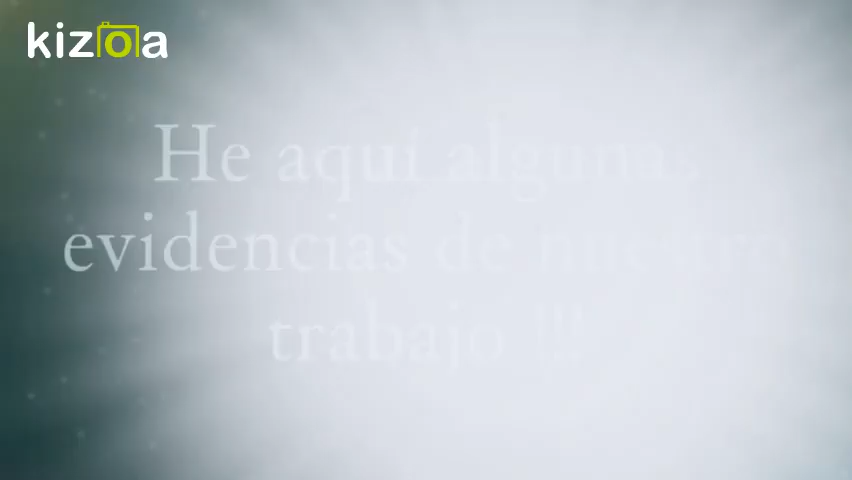 kizoa
He aquí algunas
evidencias de nuestro
trabajo !!!